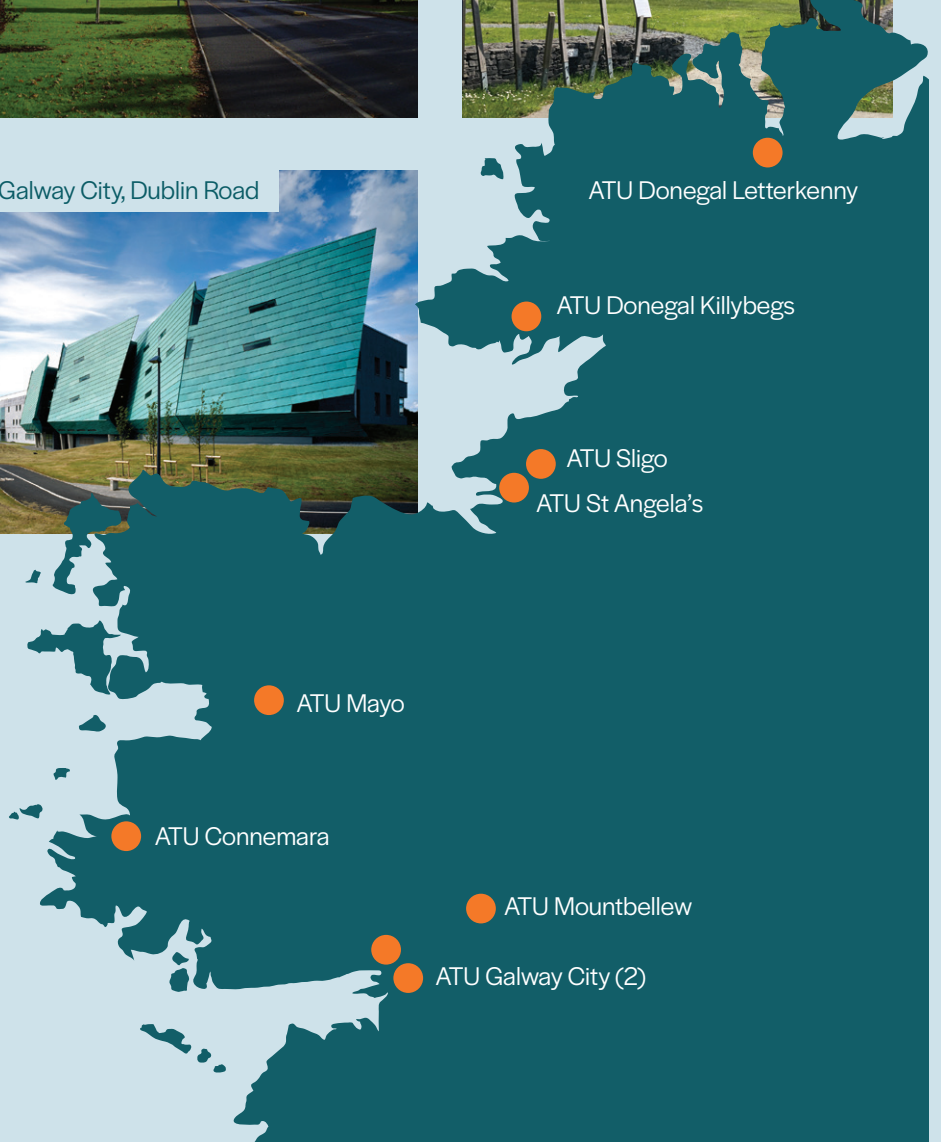 ATU Donegal Letterkenny
Galway City, Dublin Road
ATU Donegal Killybegs
ATU Sligo
ATU St Angela’s
ATU Mayo
ATU Connemara
ATU Mountbellew
ATU Galway City (2)